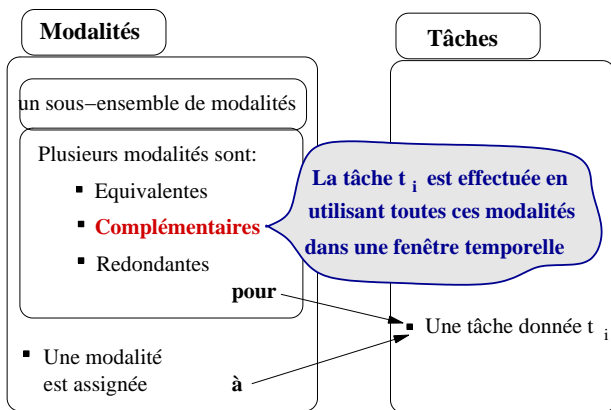 Modalités
Tâches
un sous−ensemble de modalités
Plusieurs modalités sont:
▪ Equivalentes
▪ Complémentaires
▪ Redondantes
La tâche t i est effectuée en
utilisant toutes ces modalités
dans une fenêtre temporelle
pour
▪ Une tâche donnée t i
▪ Une modalité
est assignée
à